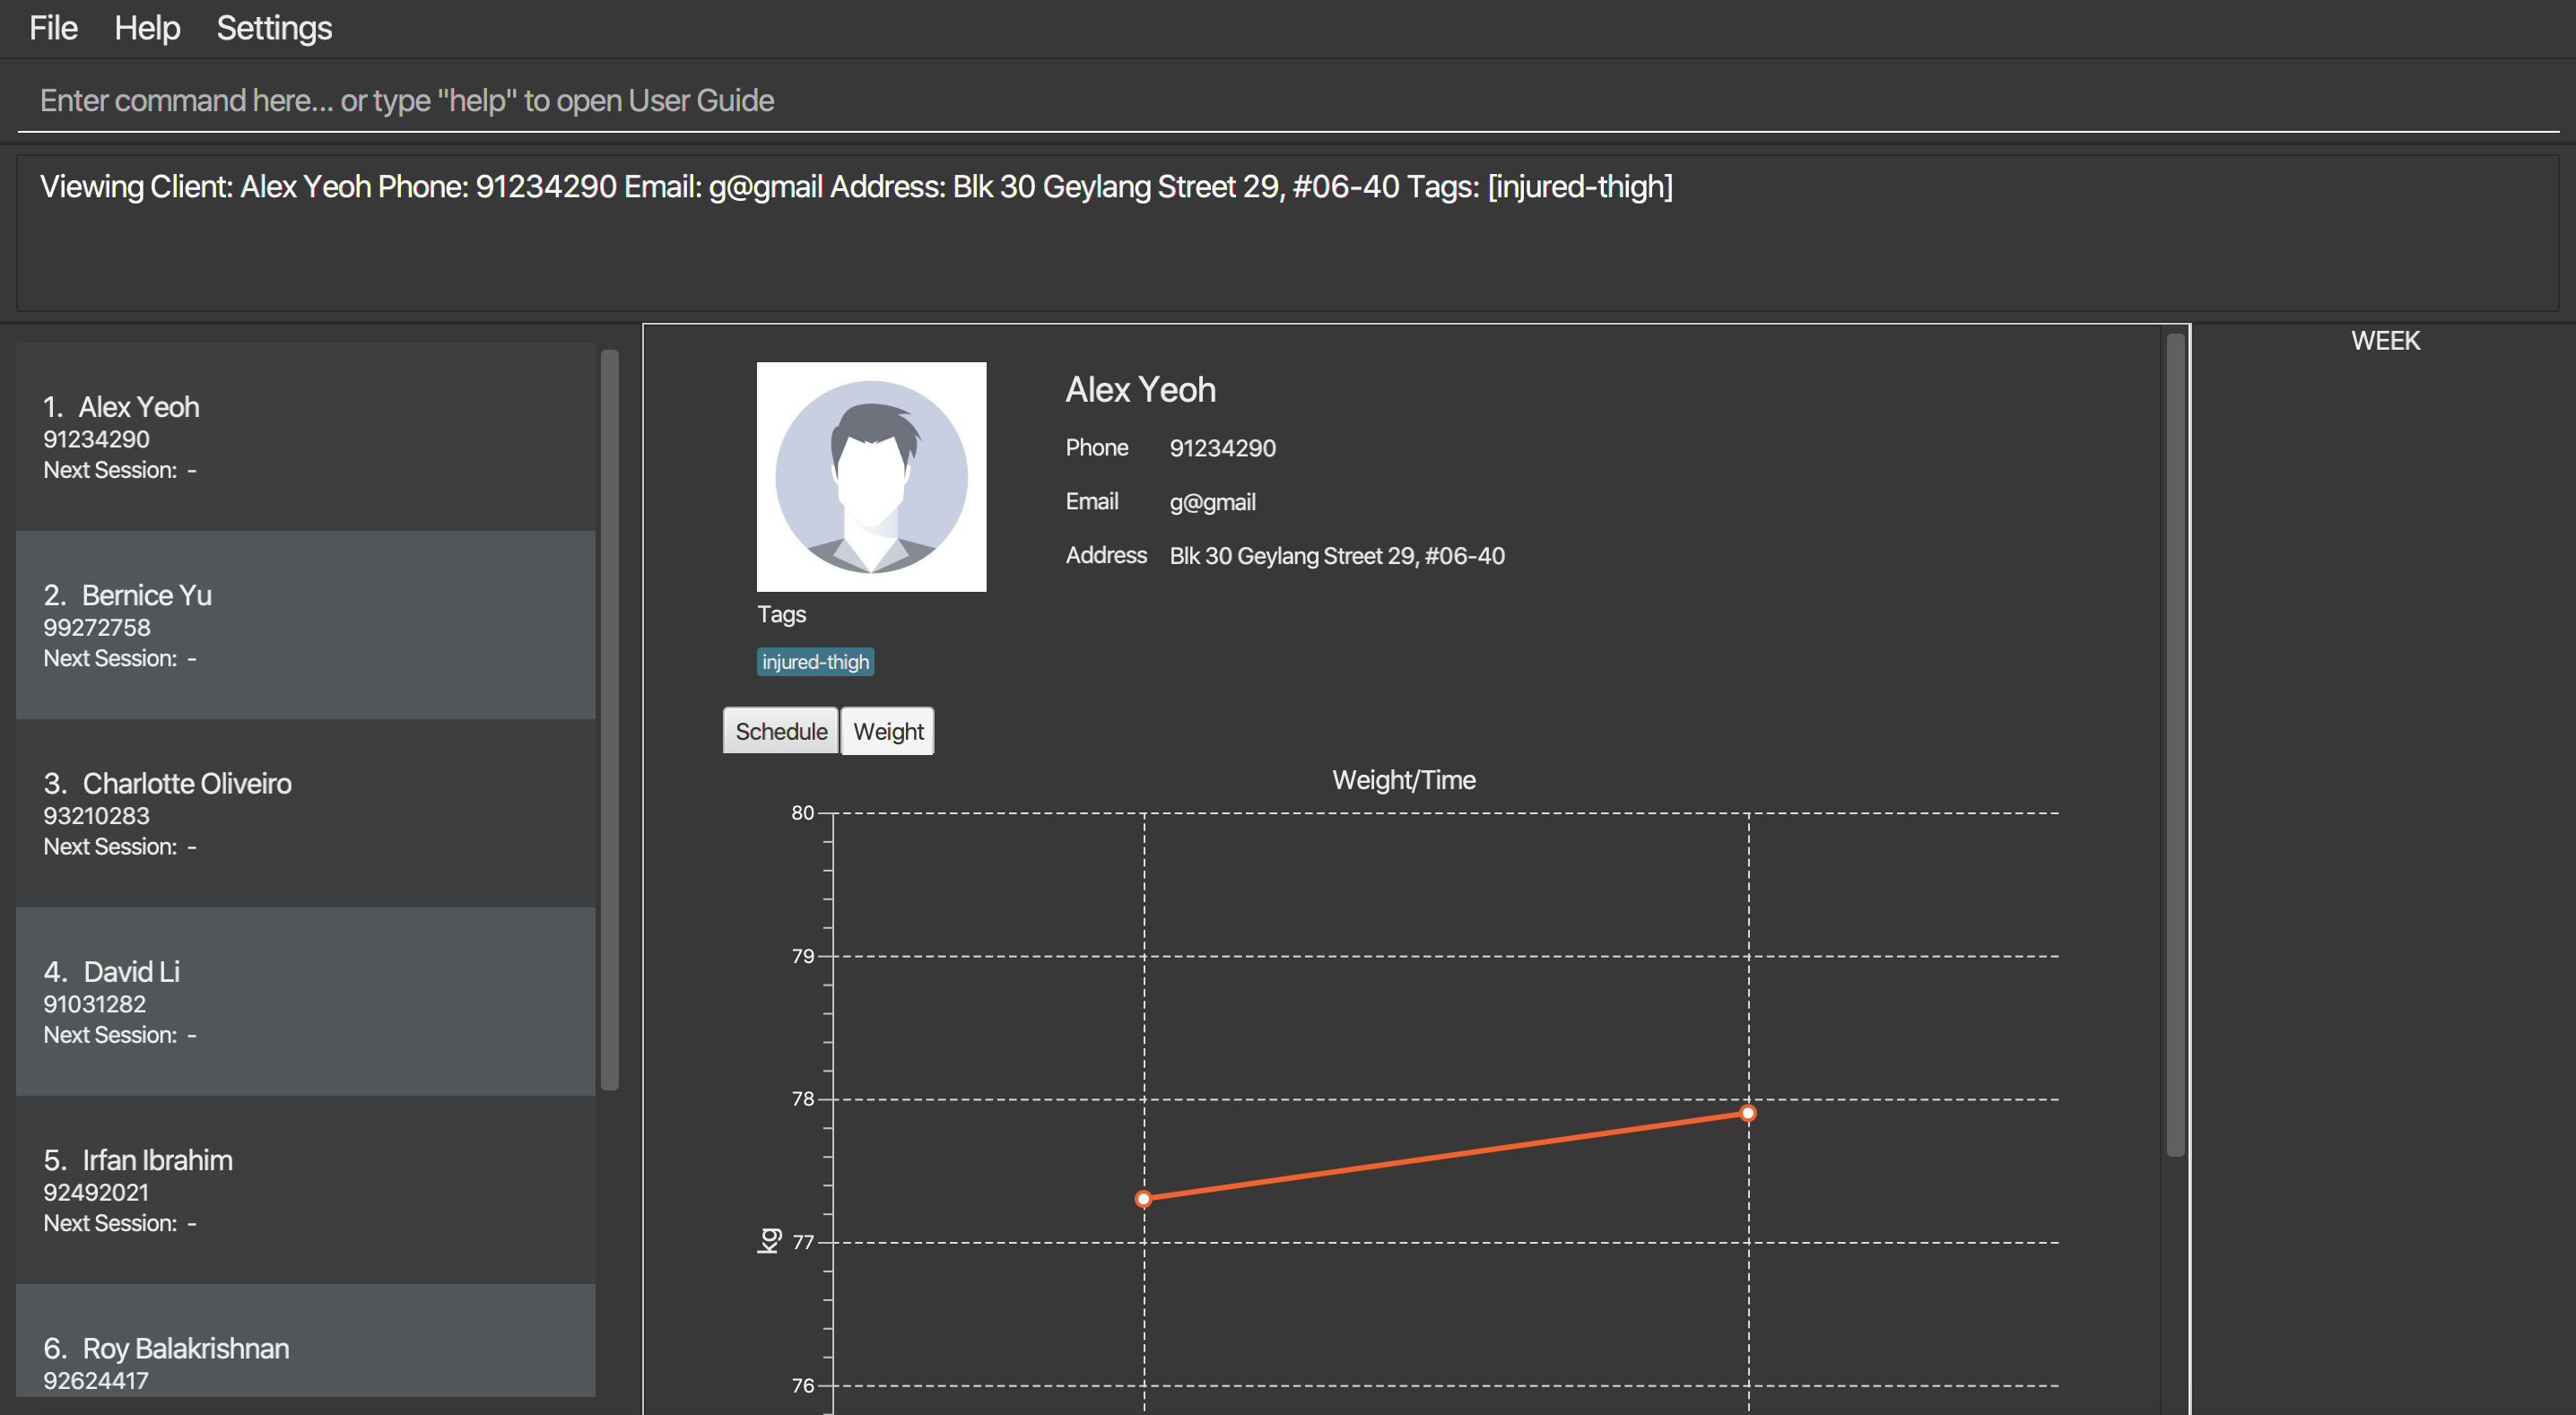 File Help Settings
Enter command here... or type "help" to open User Guide
Viewing Client: Alex Yeoh Phone: 91234290 Email: g@gmail Address: Blk 30 Geylang Street 29, #06-40 Tags: [injured-thigh]
1. Alex Yeoh
91234290
Next Session: -
2. Bernice Yu
99272758
Next Session: -
3. Charlotte Oliveiro
93210283
Next Session: -
4. David Li
91031282
Next Session: -
5. Irfan Ibrahim
92492021
Next Session: -
6. Roy Balakrishnan
92624417
Alex Yeoh
Phone 91234290
Email g@gmail
Address Blk 30 Geylang Street 29, #06-40
Tags
injured-thigh
Schedule Weight
Weight/Time
80
79
78
77
76
kg
WEEK